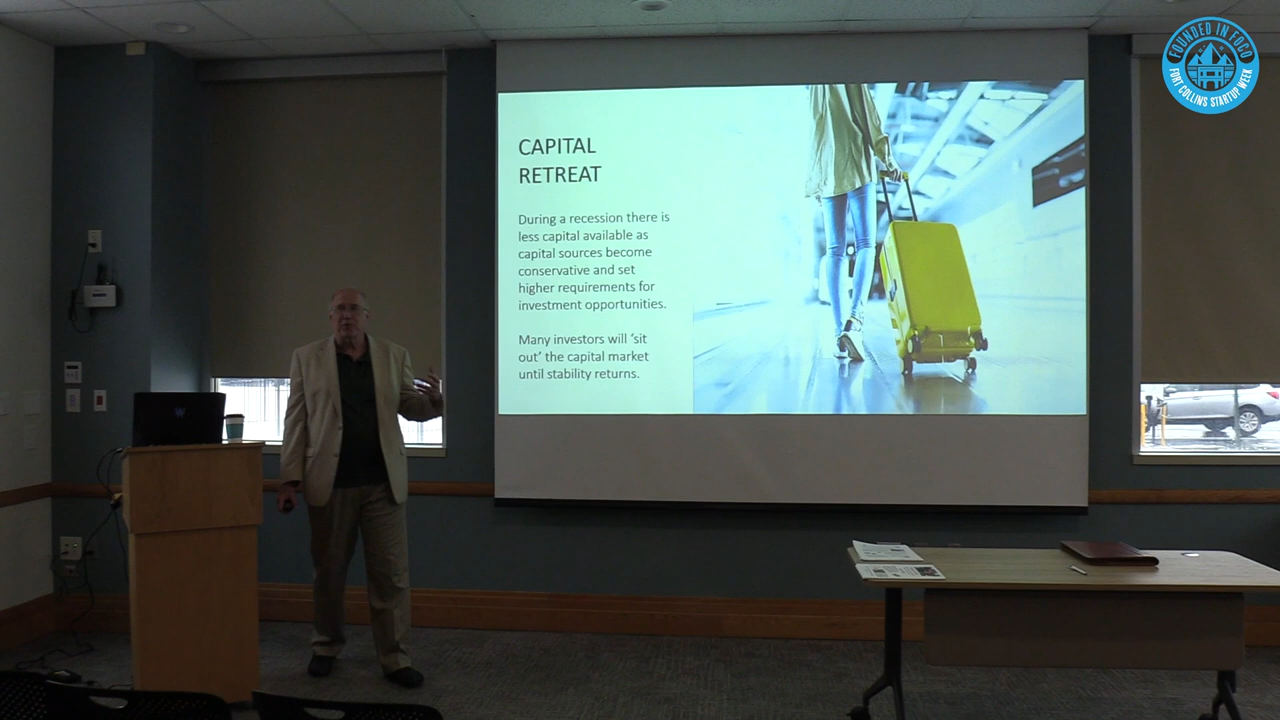 FOUNDED IN FOCO
FORT COLLINS STARTUP WEEK
CAPITAL
RETREAT
During a recession there is
less capital available as
capital sources become
conservative and set
higher requirements for
investment opportunities.
Many investors will 'sit
out' the capital market
until stability returns.
W